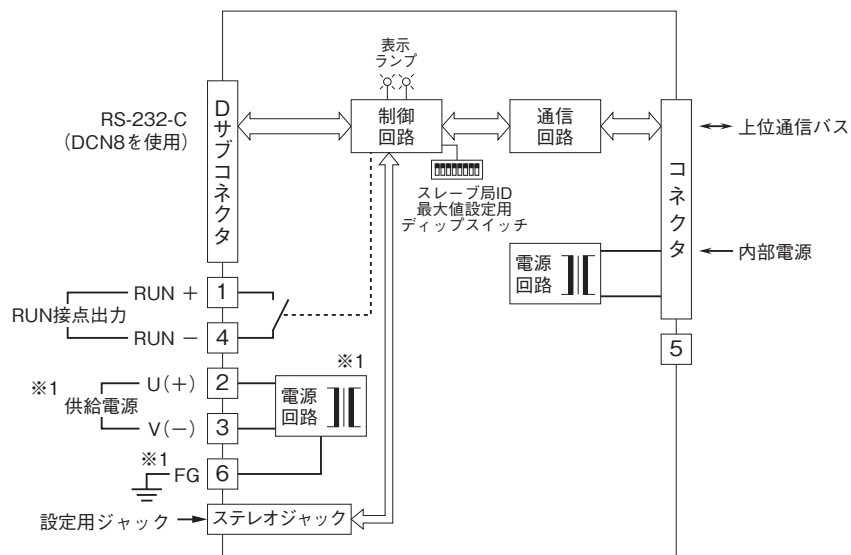 表示
ランプ
RS-232-C
(DCN8を使用)
Dサブコネクタ
制御
回路
通信
回路
コネクタ
上位通信バス
スレーブ局ID
最大値設定用
ディップスイッチ
電源
回路
内部電源
RUN接点出力
RUN +
1
RUN －
4
5
※1
供給電源
U(+)
2
V(－)
3
※1
電源
回路
※1
FG
6
設定用ジャック
ステレオジャック